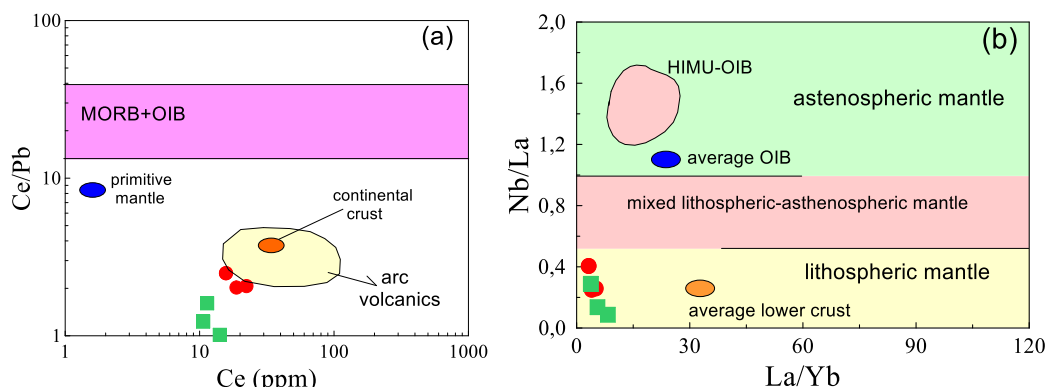 (a)
100
10
1
Ce/Pb
MORB+OIB
primitive
mantle
continental
crust
arc
volcanics
1
10
100
1000
Ce (ppm)
(b)
2,0
1,6
1,2
0,8
0,4
0,0
Nb/La
HIMU-OIB
astenospheric mantle
average OIB
mixed lithospheric-asthenospheric mantle
lithospheric mantle
average lower crust
0
30
60
90
120
La/Yb